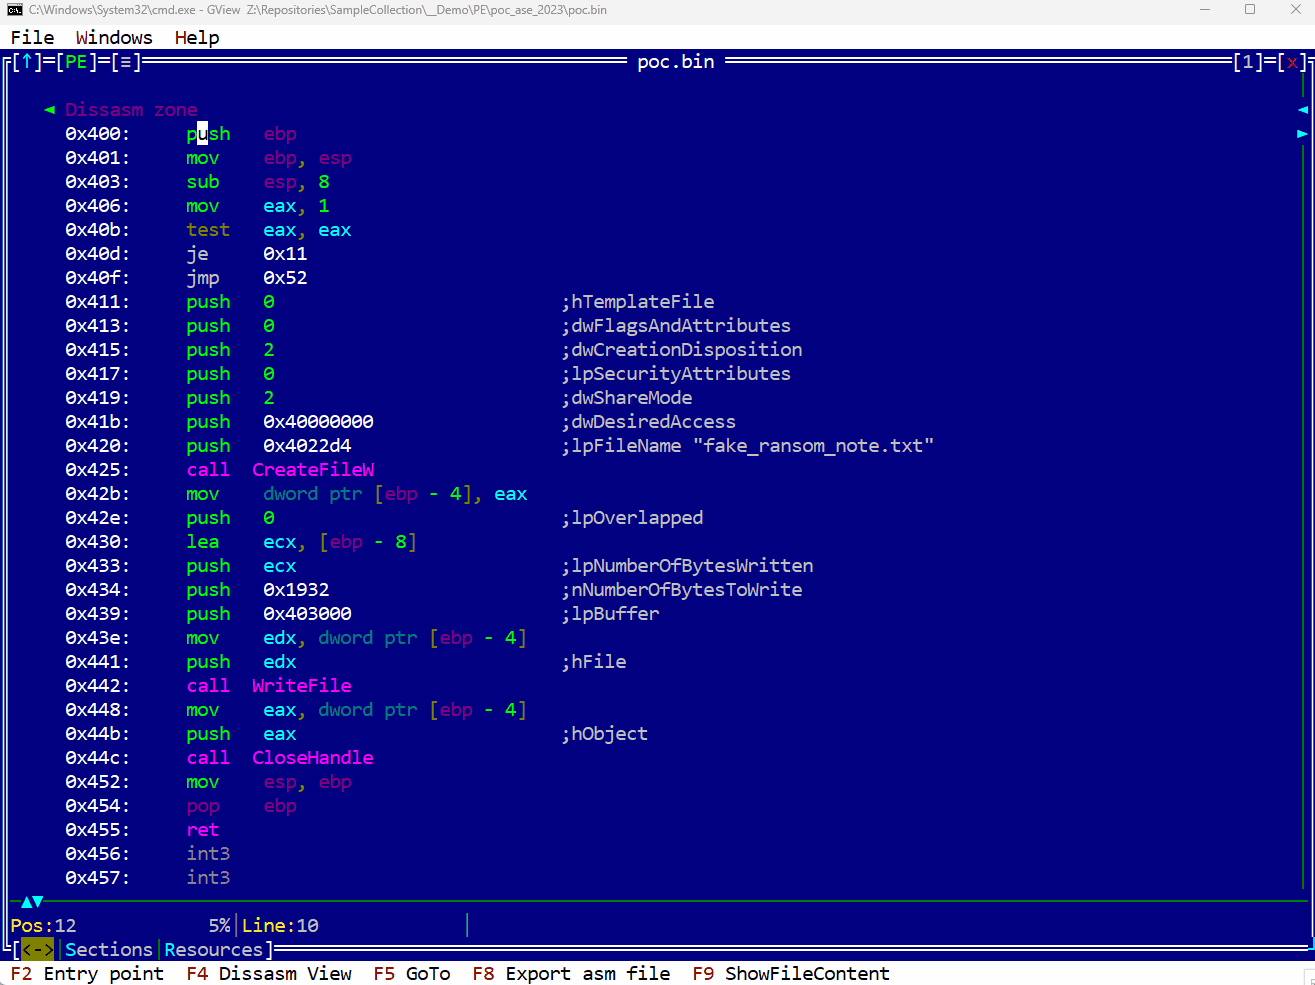 C:\Windows\System32\cmd.exe - GView Z:\Repositories\SampleCollection\__Demo\PE\poc_ase_2023\poc.bin
File Windows Help
[↑]=[PE]=[≡] poc.bin [1]=[x]
Dissasm zone
0x400: push ebp
0x401: mov ebp, esp
0x403: sub esp, 8
0x406: mov eax, 1
0x40b: test eax, eax
0x40d: je 0x11
0x40f: jmp 0x52
0x411: push 0 ;hTemplateFile
0x413: push 0 ;dwFlagsAndAttributes
0x415: push 2 ;dwCreationDisposition
0x417: push 0 ;lpSecurityAttributes
0x419: push 2 ;dwShareMode
0x41b: push 0x40000000 ;dwDesiredAccess
0x420: push 0x4022d4 ;lpFileName "fake_ransom_note.txt"
0x425: call CreateFileW
0x42b: mov dword ptr [ebp - 4], eax
0x42e: push 0 ;lpOverlapped
0x430: lea ecx, [ebp - 8]
0x433: push ecx ;lpNumberOfBytesWritten
0x434: push 0x1932 ;nNumberOfBytesToWrite
0x439: push 0x403000 ;lpBuffer
0x43e: mov edx, dword ptr [ebp - 4]
0x441: push edx ;hFile
0x442: call WriteFile
0x448: mov eax, dword ptr [ebp - 4]
0x44b: push eax ;hObject
0x44c: call CloseHandle
0x452: mov esp, ebp
0x454: pop ebp
0x455: ret
0x456: int3
0x457: int3
Pos:12 5%|Line:10
[<->|Sections|Resources]
F2 Entry point F4 Dissasm View F5 GoTo F8 Export asm file F9 ShowFileContent